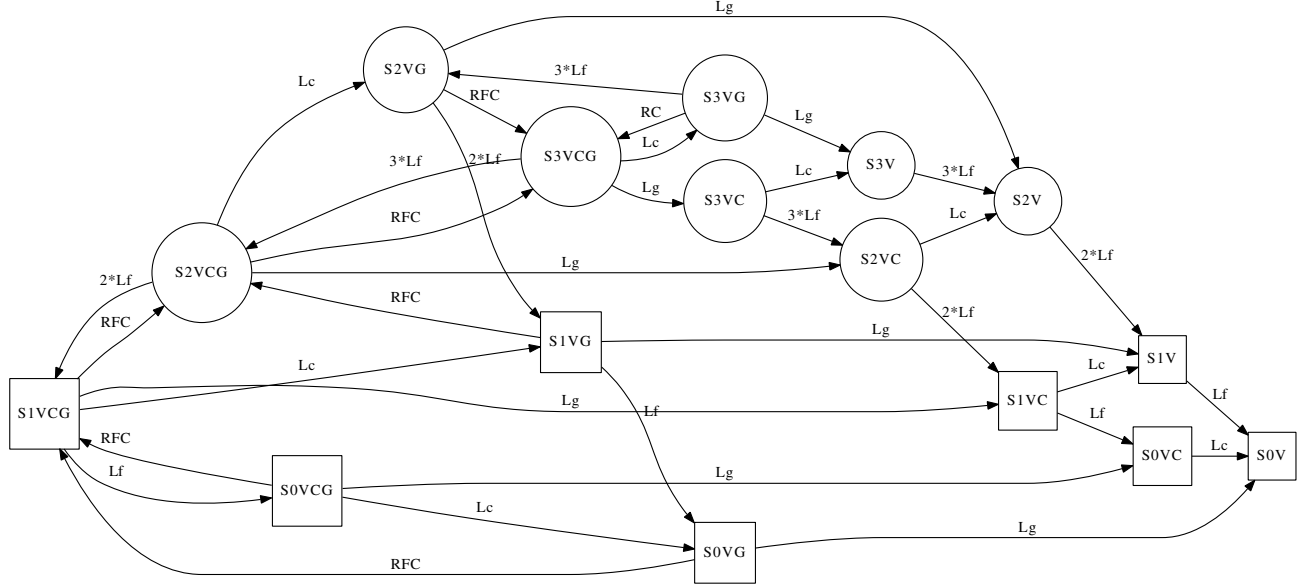 Lg
S2VG
3*Lf
Lc
RFC
S3VG
RC
Lg
S3VCG
Lc
3*Lf
2*Lf
S3V
Lc
3*Lf
Lg
S3VC
S2V
RFC
3*Lf
Lc
S2VCG
Lg
S2VC
2*Lf
2*Lf
RFC
RFC
2*Lf
S1VG
Lg
S1V
Lc
Lc
S1VCG
Lg
S1VC
Lf
Lf
Lf
RFC
Lc
S0VC
S0V
Lf
S0VCG
Lg
Lc
Lg
S0VG
RFC